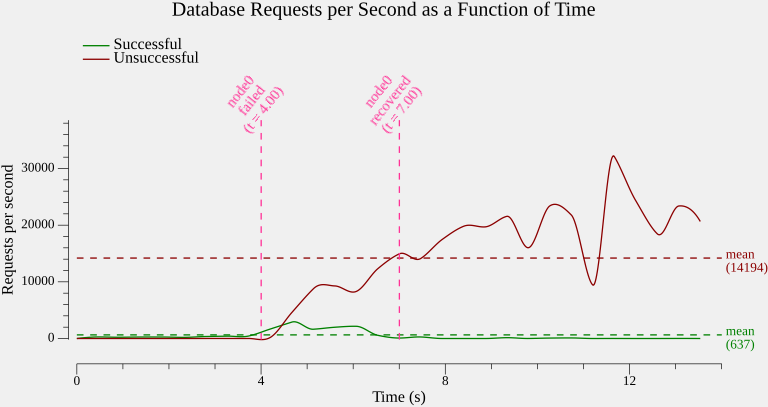 Database Requests per Second as a Function of Time
Successful
Unsuccessful
node0
failed
(t = 4.00)
node0
recovered
(t = 7.00)
Requests per second
30000
20000
10000
0
mean
(14194)
mean
(637)
0
4
8
12
Time (s)